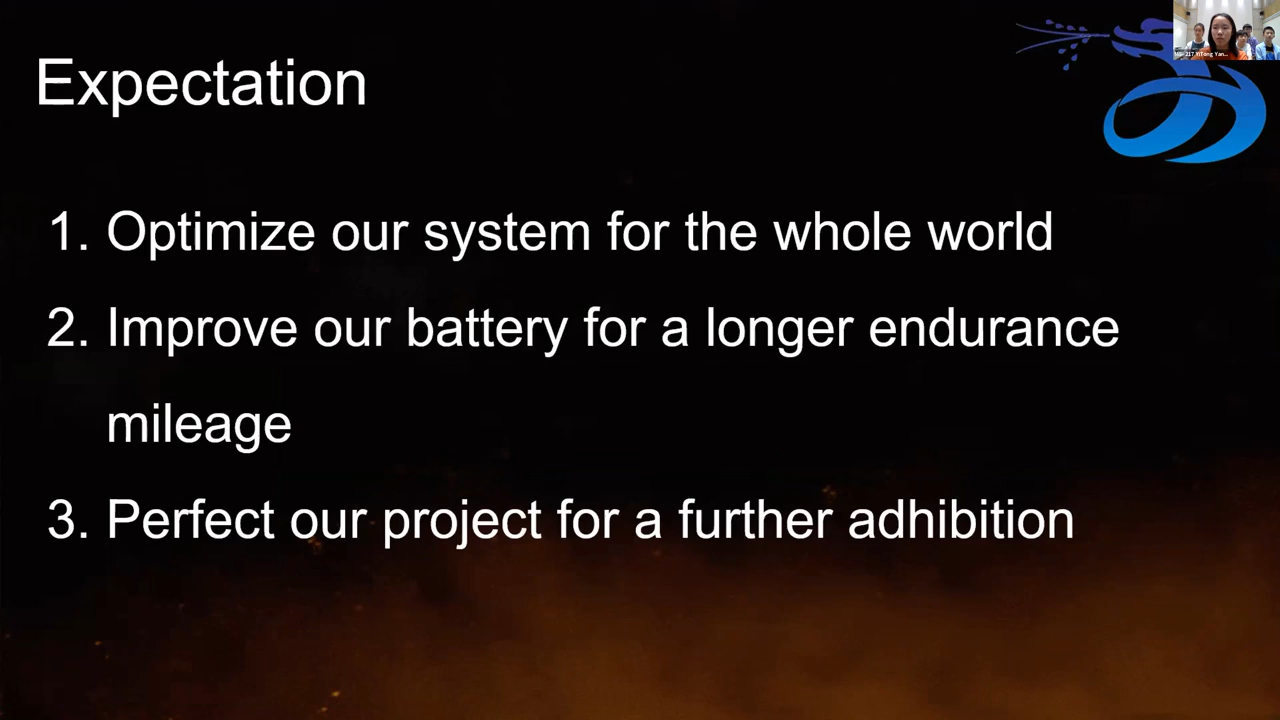 Expectation
1. Optimize our system for the whole world
2. Improve our battery for a longer endurance
mileage
3. Perfect our project for a further adhibition